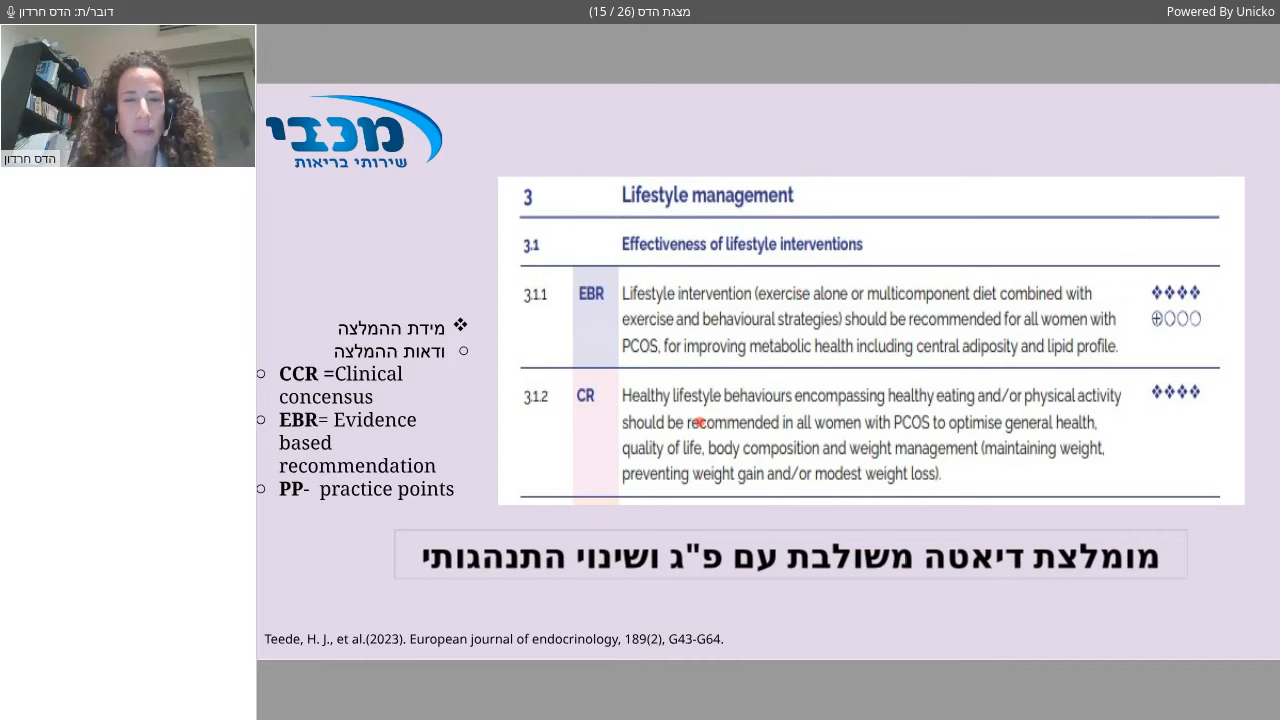 דובר/ת: הדס חרדון
מצגת הדס (26 / 15)
Powered By Unicko
הדס חרדון
מכבי
שירותי בריאות
3 Lifestyle management
3.1 Effectiveness of lifestyle interventions
3.1.1 EBR Lifestyle intervention (exercise alone or multicomponent diet combined with
exercise and behavioural strategies) should be recommended for all women with
PCOS, for improving metabolic health including central adiposity and lipid profile.
3.1.2 CR Healthy lifestyle behaviours encompassing healthy eating and/or physical activity
should be recommended in all women with PCOS to optimise general health,
quality of life, body composition and weight management (maintaining weight,
preventing weight gain and/or modest weight loss).
❖ מידת ההמלצה
○ ודאות ההמלצה
○ CCR =Clinical
concensus
○ EBR= Evidence
based
recommendation
○ PP- practice points
מומלצת דיאטה משולבת עם פ"ג ושינוי התנהגותי
Teede, H. J., et al.(2023). European journal of endocrinology, 189(2), G43-G64.